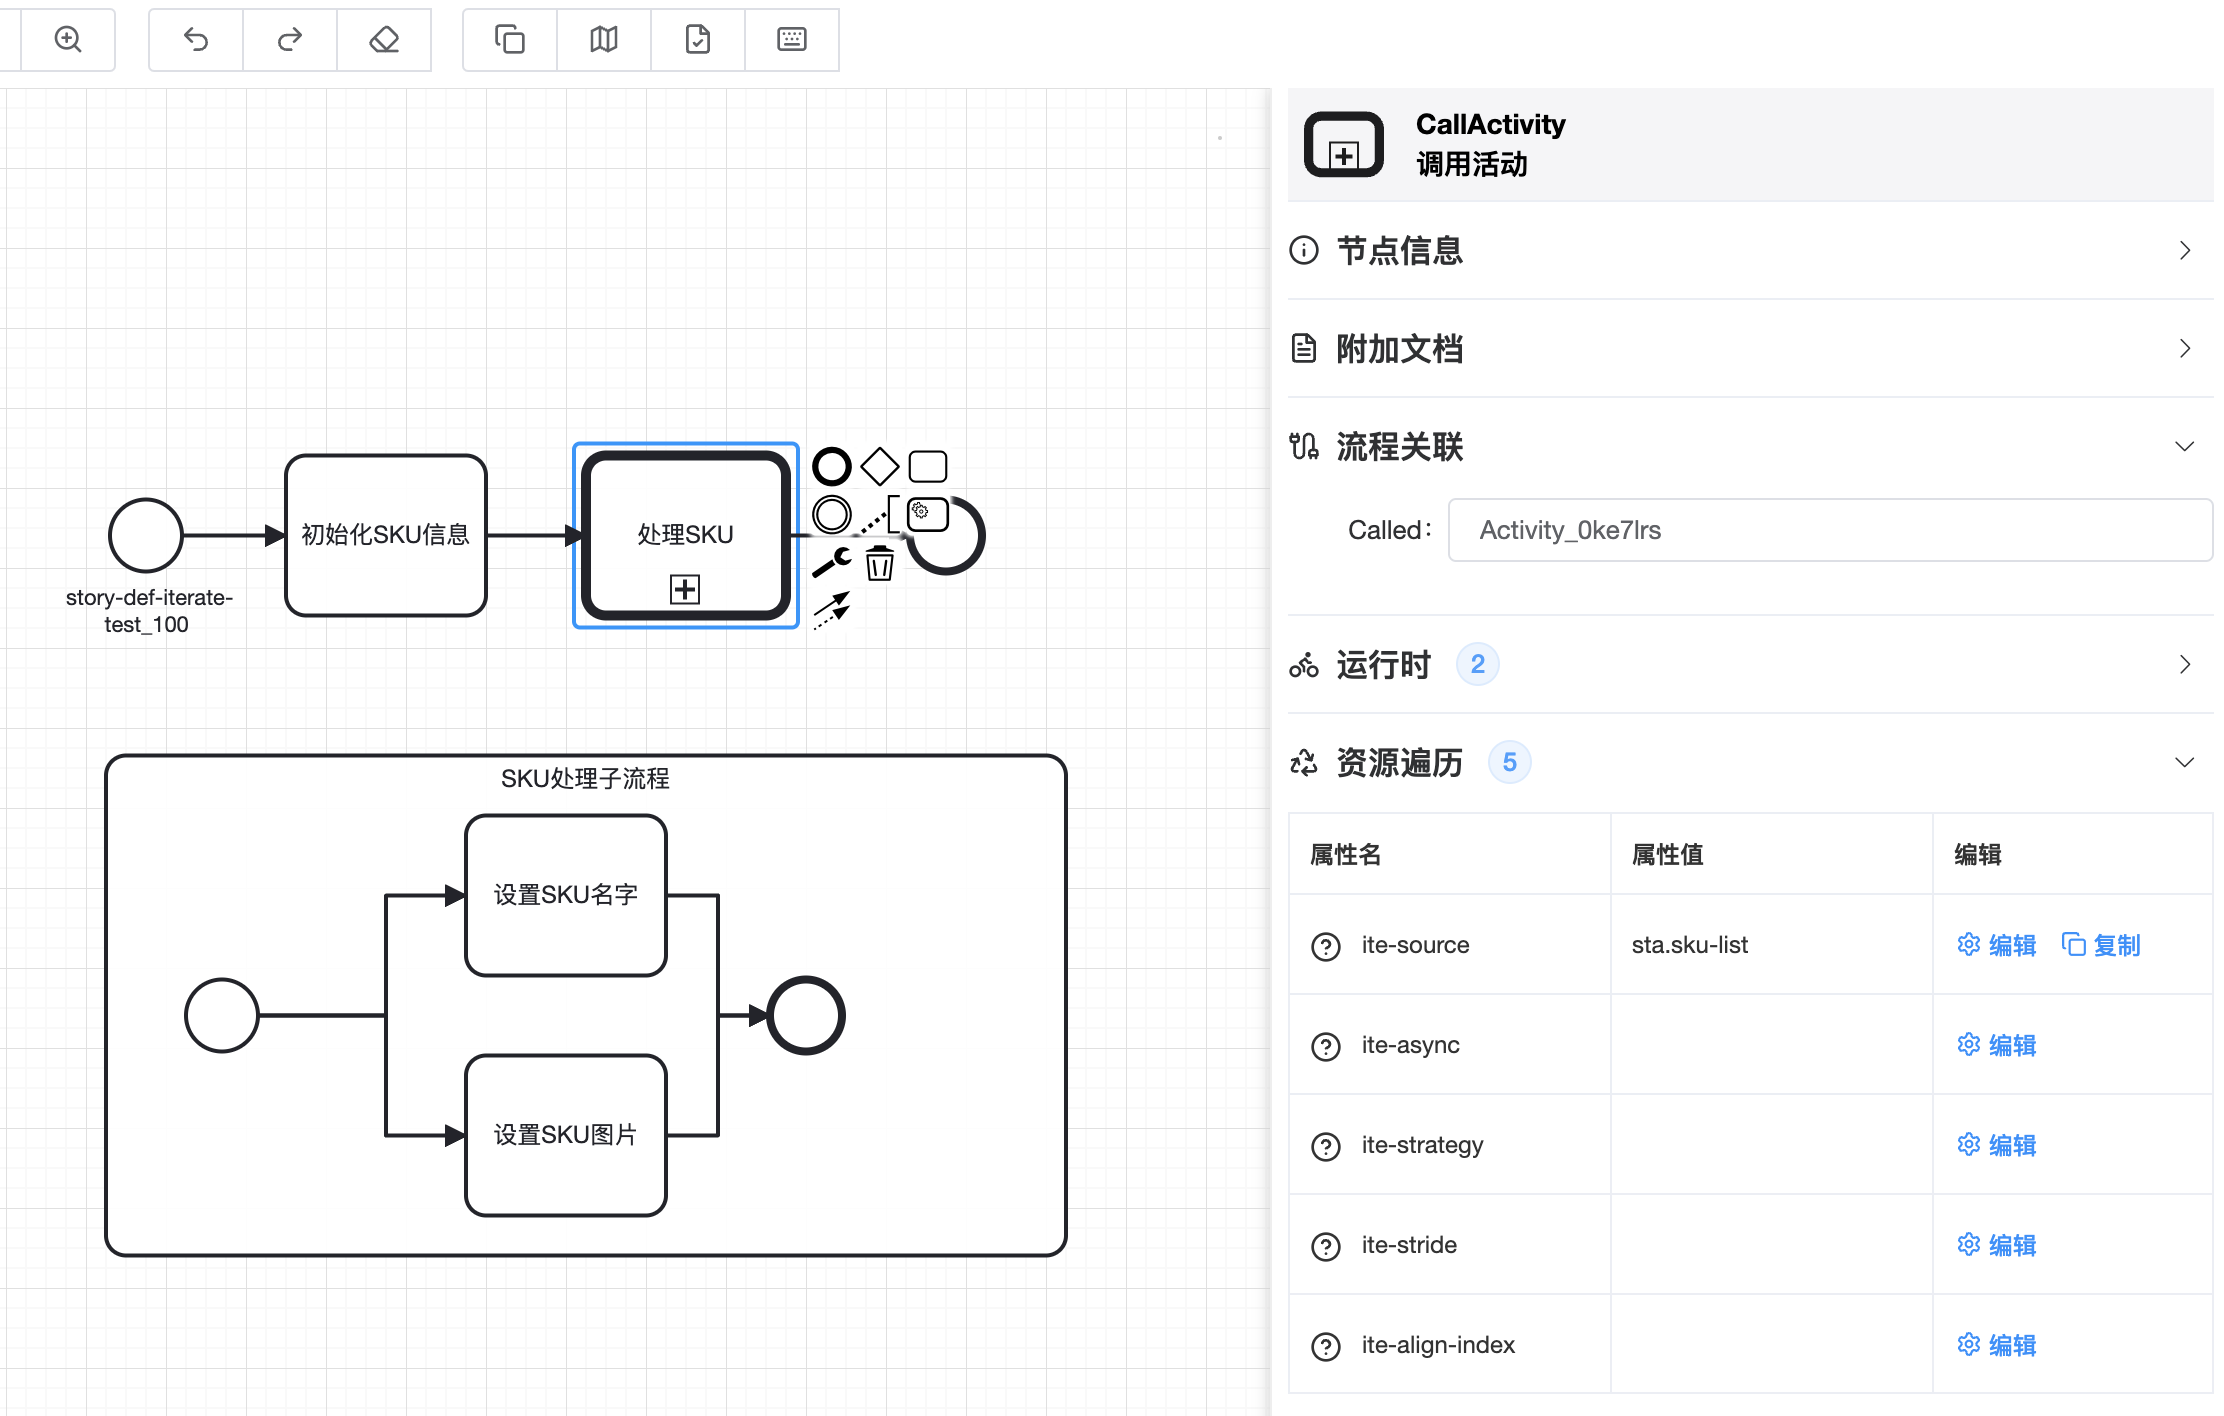 初始化SKU信息
处理SKU
story-def-iterate-
test_100
SKU处理子流程
设置SKU名字
设置SKU图片
CallActivity
调用活动
节点信息
附加文档
流程关联
Called: Activity_0ke7lrs
运行时 2
资源遍历 5
属性名 属性值 编辑
ite-source sta.sku-list 编辑 复制
ite-async 编辑
ite-strategy 编辑
ite-stride 编辑
ite-align-index 编辑